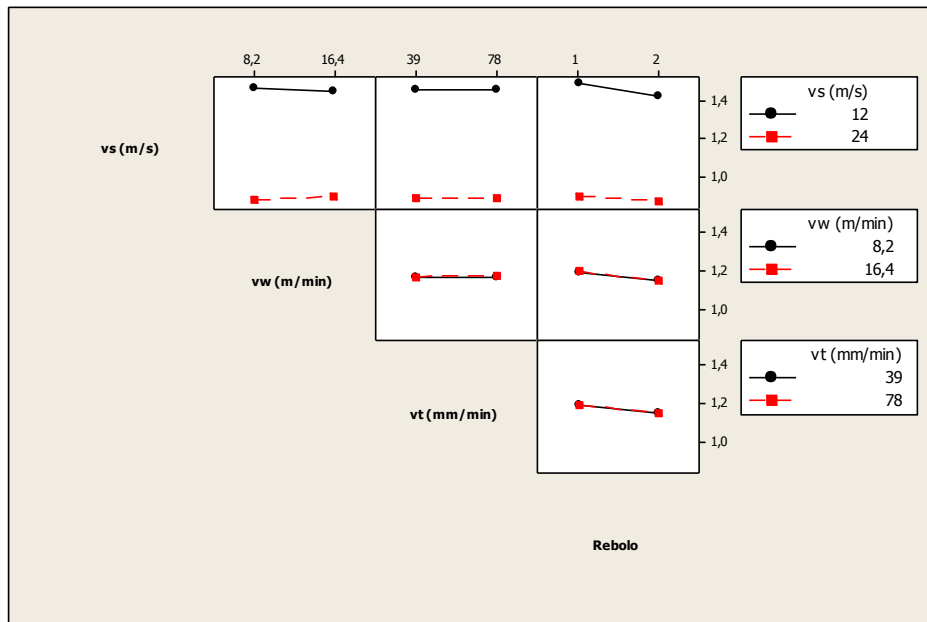 8,2 16,4 39 78 1 2
vs (m/s)
1,4
1,2
1,0
vs (m/s)
12
24
vw (m/min)
1,4
1,2
1,0
vw (m/min)
8,2
16,4
vt (mm/min)
1,4
1,2
1,0
vt (mm/min)
39
78
Rebolo